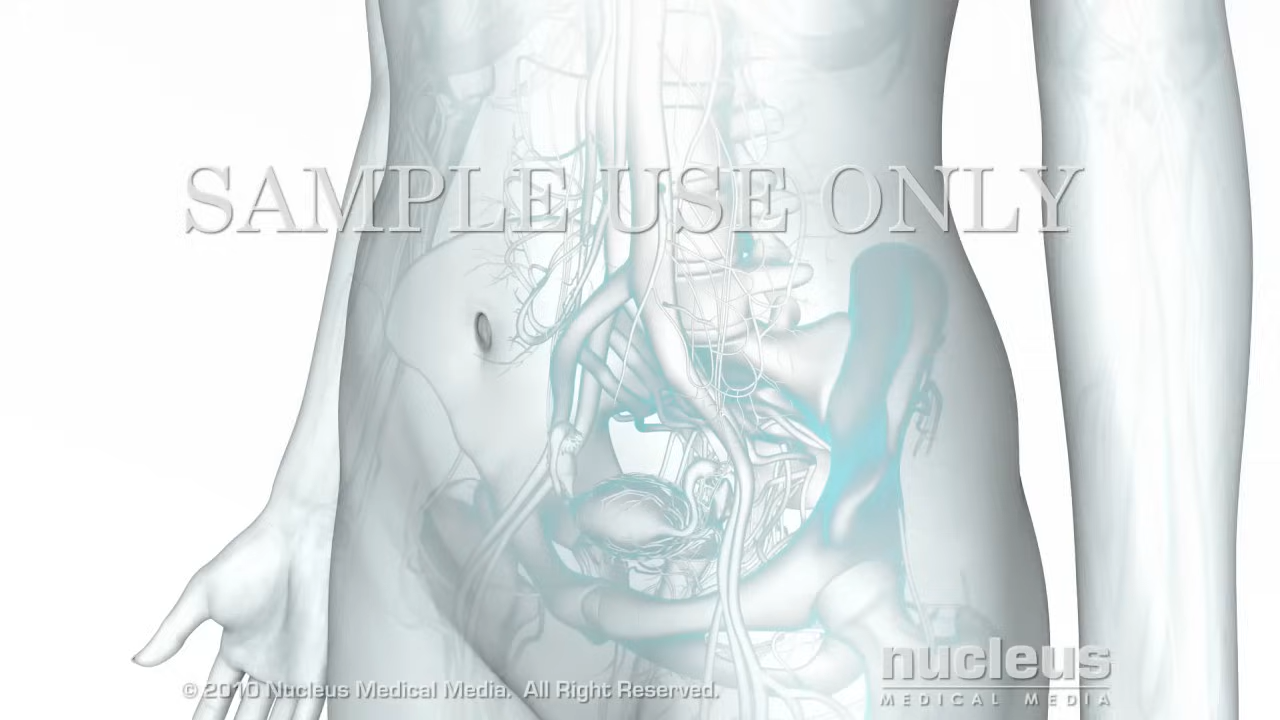 SAMPLE USE ONLY
nucleus
MEDICAL MEDIA
© 2010 Nucleus Medical Media. All Right Reserved.